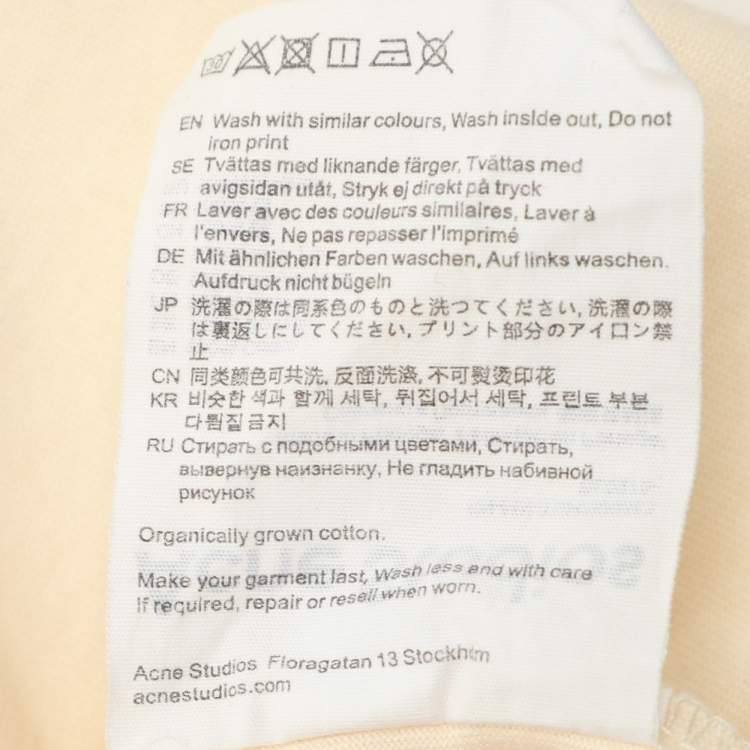 EN Wash with similar colours, Wash inside out, Do not
iron print
SE Tvättas med liknande färger, Tvättas med
avigsidan utåt, Stryk ej direkt på tryck
FR Laver avec des couleurs similaires, Laver à
l'envers, Ne pas repasser l'imprimé
DE Mit ähnlichen Farben waschen, Auf links waschen.
Aufdruck nicht bügeln
JP 洗濯の際は同系色のものと洗つてください, 洗濯の際
は裏返しにしてください, プリント部分のアイロン禁
止
CN 同类颜色可共洗, 反面洗涤, 不可熨烫印花
KR 비슷한 색과 함께 세탁, 뒤집어서 세탁, 프린트 부분
다림질 금지
RU Стирать с подобными цветами, Стирать,
вывернув наизнанку, Не гладить набивной
рисунок
Organically grown cotton.
Make your garment last, Wash less and with care
If required, repair or resell when worn.
Acne Studios Floragatan 13 Stockhlm
acnestudios.com